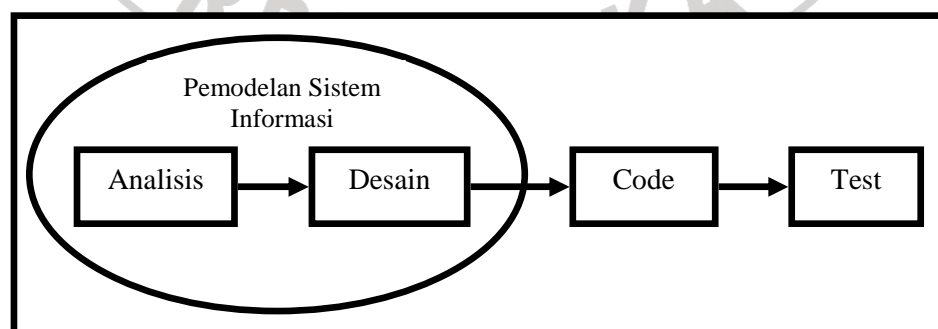 Pemodelan Sistem
Informasi
Analisis
Desain
Code
Test